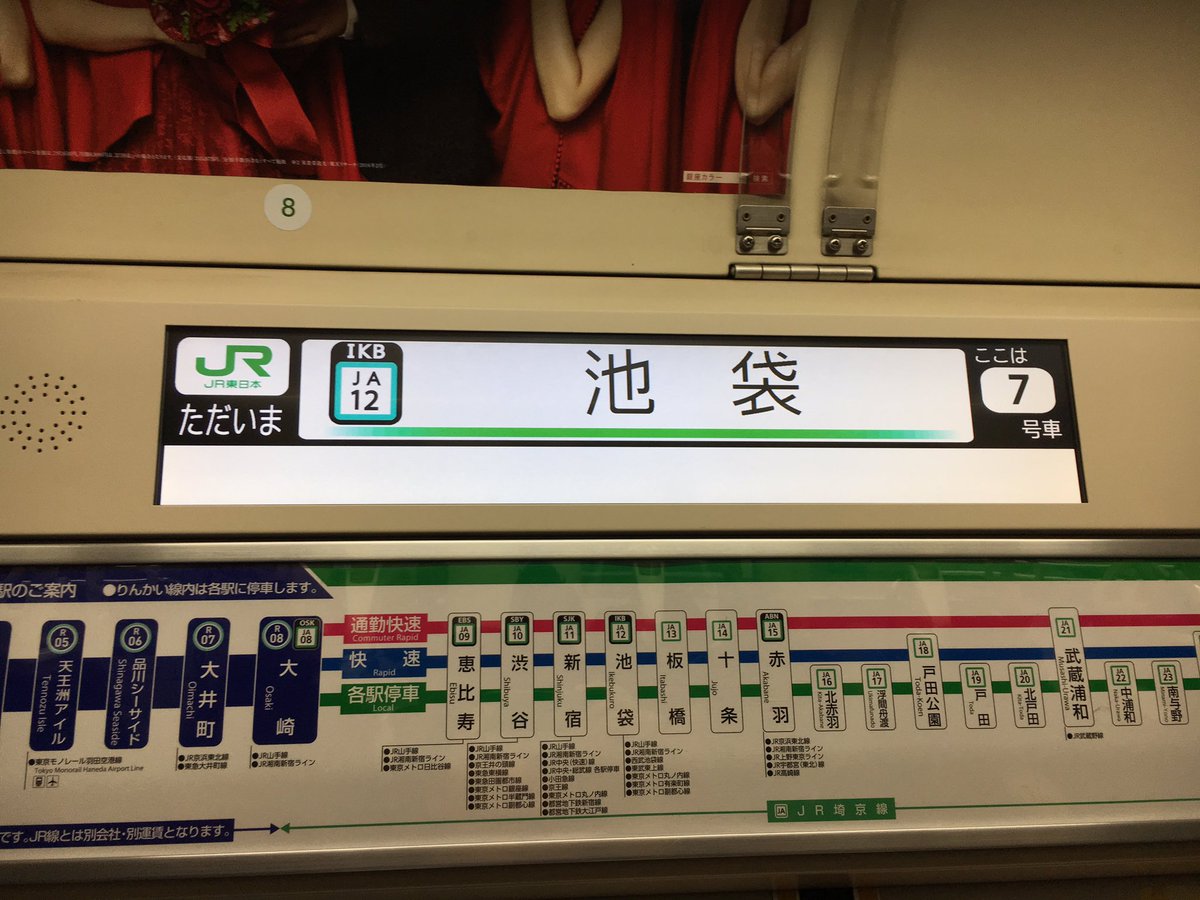 銀座カラー 検索
8
JR
JR東日本
ただいま
IKB
JA
12
池袋
ここは
7
号車
駅のご案内 ●りんかい線内は各駅に停車します。
R
05
天王洲アイル
Tennozu Isle
●東京モノレール羽田空港線
Tokyo Monorail Haneda Airport Line
R
06
品川シーサイド
Shinagawa Seaside
R
07
大井町
Oimachi
●JR京浜東北線
●東急大井町線
R
08
OSK
JA
08
大崎
Osaki
●JR山手線
●JR湘南新宿ライン
通勤快速
Commuter Rapid
快速
Rapid
各駅停車
Local
EBS
JA
09
恵比寿
Ebisu
●JR山手線
●JR湘南新宿ライン
●東京メトロ日比谷線
SBY
JA
10
渋谷
Shibuya
●JR山手線
●JR湘南新宿ライン
●京王井の頭線
●東急東横線
●東急田園都市線
●東京メトロ銀座線
●東京メトロ半蔵門線
●東京メトロ副都心線
SJK
JA
11
新宿
Shinjuku
●JR山手線
●JR湘南新宿ライン
●JR中央(快速)線
●JR中央・総武線 各駅停車
●小田急線
●京王線
●東京メトロ丸ノ内線
●都営地下鉄新宿線
●都営地下鉄大江戸線
IKB
JA
12
池袋
Ikebukuro
●JR山手線
●JR湘南新宿ライン
●西武池袋線
●東武東上線
●東京メトロ丸ノ内線
●東京メトロ有楽町線
●東京メトロ副都心線
JA
13
板橋
Itabashi
JA
14
十条
Jujo
ABN
JA
15
赤羽
Akabane
●JR京浜東北線
●JR湘南新宿ライン
●JR上野東京ライン
●JR宇都宮(東北)線
●JR高崎線
JA
16
北赤羽
Kita-Akabane
JA
17
浮間舟渡
Ukimafunado
JA
18
戸田公園
Toda-Koen
JA
19
戸田
Toda
JA
20
北戸田
Kita-Toda
JA
21
武蔵浦和
Musashi-Urawa
●JR武蔵野線
JA
22
中浦和
Naka-Urawa
JA
23
南与野
Minami-Yono
JA JR埼京線
です。JR線とは別会社・別運賃となります。